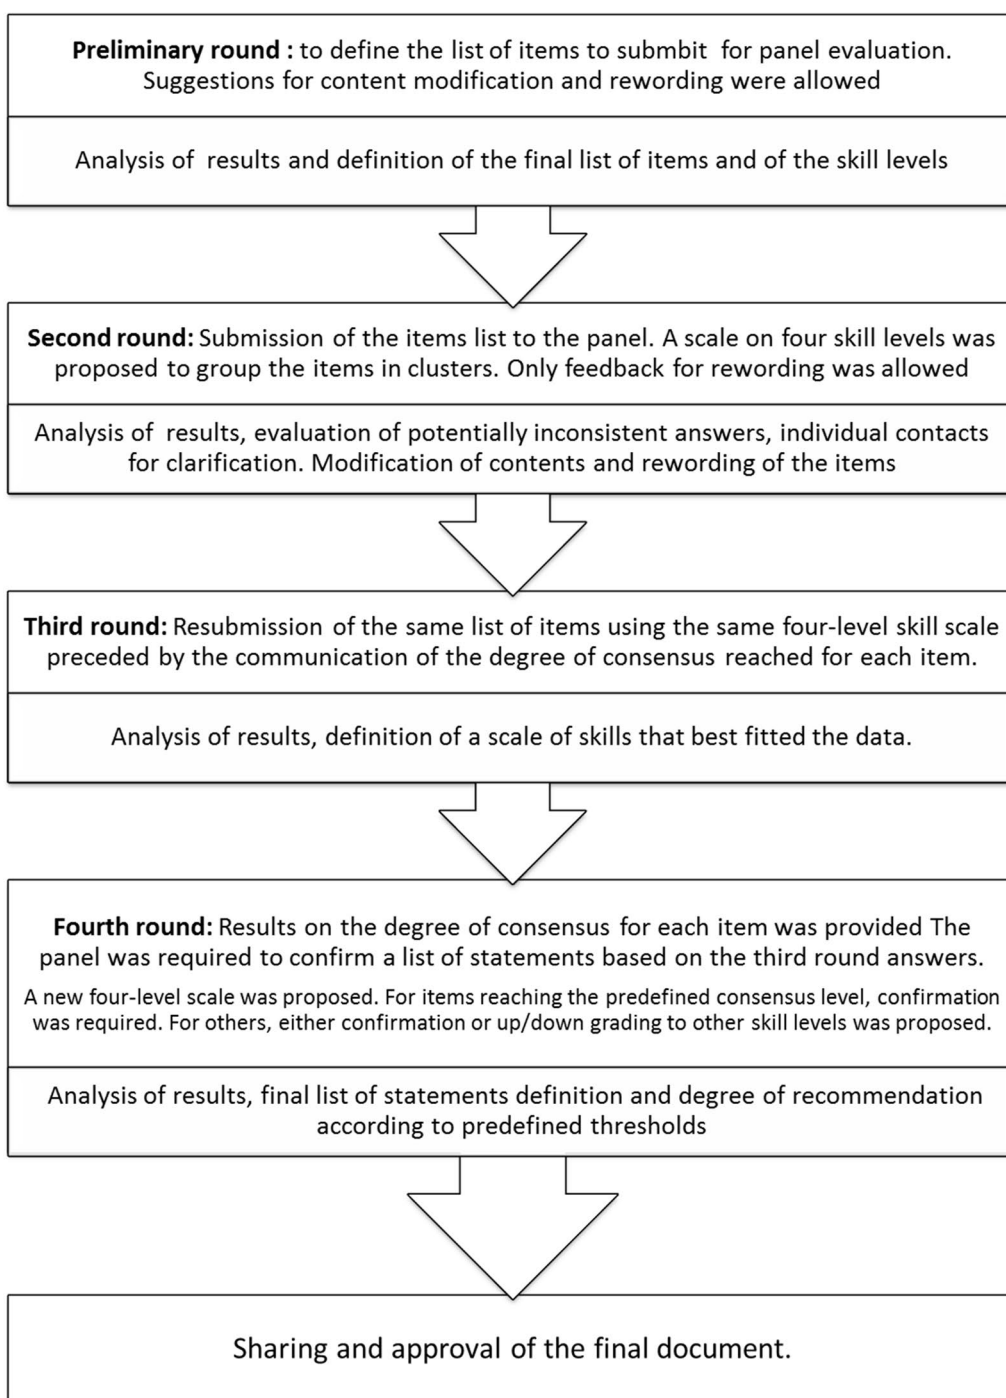 Preliminary round : to define the list of items to submbit for panel evaluation.
Suggestions for content modification and rewording were allowed
Analysis of results and definition of the final list of items and of the skill levels
Second round: Submission of the items list to the panel. A scale on four skill levels was
proposed to group the items in clusters. Only feedback for rewording was allowed
Analysis of results, evaluation of potentially inconsistent answers, individual contacts
for clarification. Modification of contents and rewording of the items
Third round: Resubmission of the same list of items using the same four-level skill scale
preceded by the communication of the degree of consensus reached for each item.
Analysis of results, definition of a scale of skills that best fitted the data.
Fourth round: Results on the degree of consensus for each item was provided The
panel was required to confirm a list of statements based on the third round answers.
A new four-level scale was proposed. For items reaching the predefined consensus level, confirmation
was required. For others, either confirmation or up/down grading to other skill levels was proposed.
Analysis of results, final list of statements definition and degree of recommendation
according to predefined thresholds
Sharing and approval of the final document.